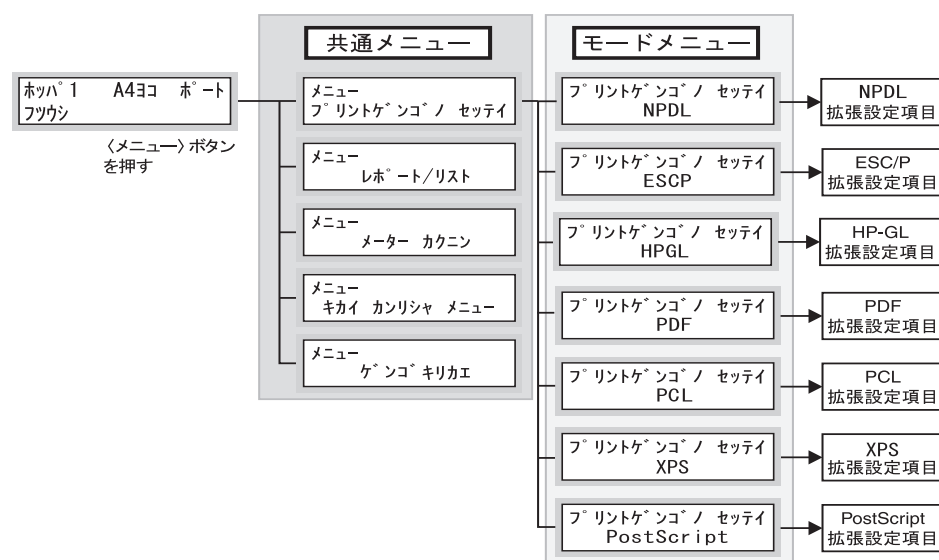 共通メニュー
モードメニュー
ホッパ゜1 A4ヨコ ポート
フツウシ
〈メニュー〉ボタン
を押す
メニュー
プリントゲンゴノ セッテイ
メニュー
レポート/リスト
メニュー
メーター カクニン
メニュー
キカイ カンリシャ メニュー
メニュー
ゲンゴキリカエ
プリントゲンゴノ セッテイ
NPDL
NPDL
拡張設定項目
プリントゲンゴノ セッテイ
ESCP
ESC/P
拡張設定項目
プリントゲンゴノ セッテイ
HPGL
HP-GL
拡張設定項目
プリントゲンゴノ セッテイ
PDF
PDF
拡張設定項目
プリントゲンゴノ セッテイ
PCL
PCL
拡張設定項目
プリントゲンゴノ セッテイ
XPS
XPS
拡張設定項目
プリントゲンゴノ セッテイ
PostScript
PostScript
拡張設定項目